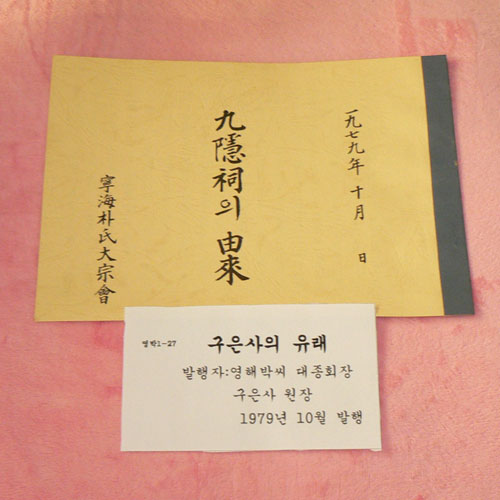 一九七九年 十月 日
九隱祠의 由來
寧海朴氏大宗會
영박1-27
구은사의 유래
발행자:영해박씨 대종회장
구은사 원장
1979년 10월 발행